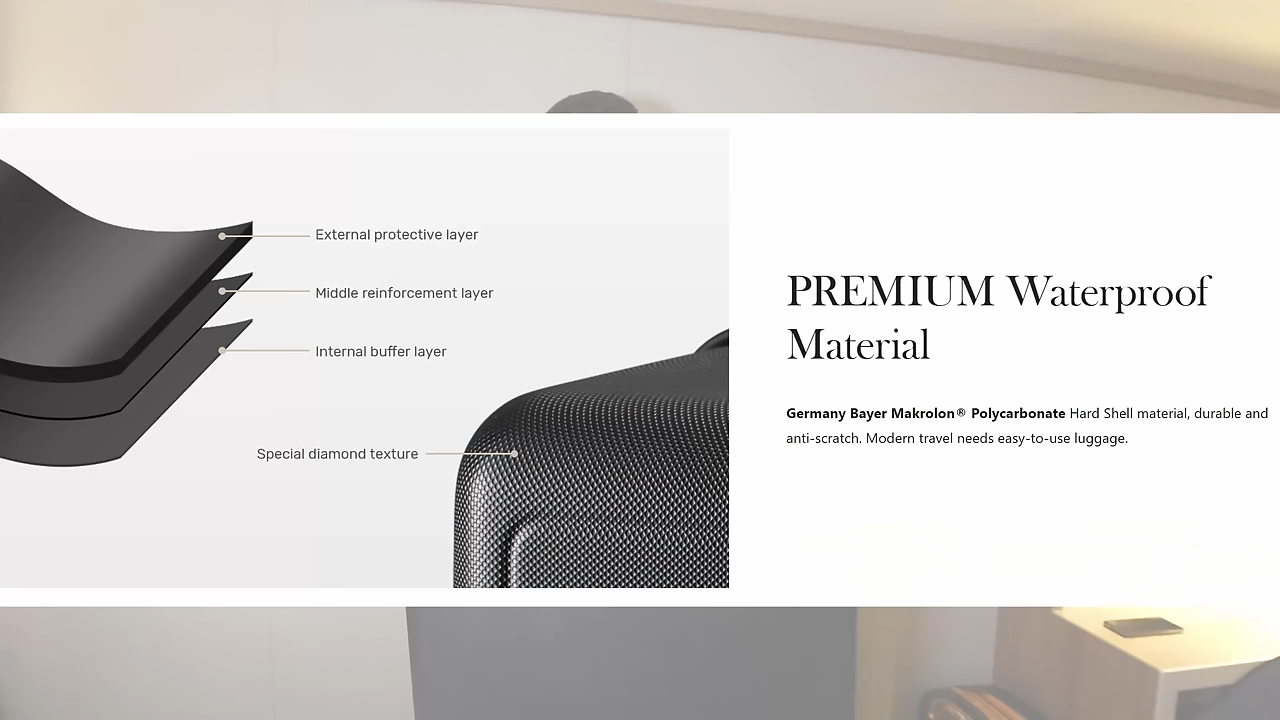 External protective layer
Middle reinforcement layer
Internal buffer layer
Special diamond texture
PREMIUM Waterproof
Material
Germany Bayer Makrolon® Polycarbonate Hard Shell material, durable and
anti-scratch. Modern travel needs easy-to-use luggage.